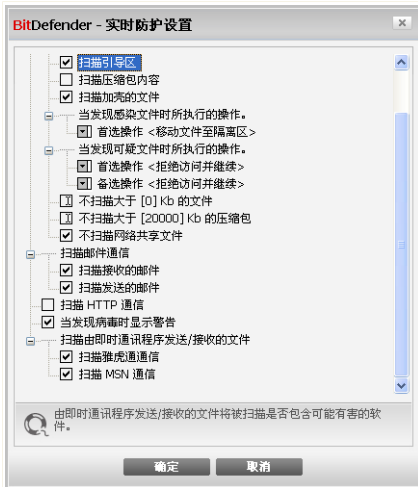 BitDefender - 实时防护设置
扫描引导区
扫描压缩包内容
扫描加壳的文件
当发现感染文件时所执行的操作。
首选操作 <移动文件至隔离区>
当发现可疑文件时所执行的操作。
首选操作 <拒绝访问并继续>
备选操作 <拒绝访问并继续>
不扫描大于 [0] Kb 的文件
不扫描大于 [20000] Kb 的压缩包
不扫描网络共享文件
扫描邮件通信
扫描接收的邮件
扫描发送的邮件
扫描 HTTP 通信
当发现病毒时显示警告
扫描由即时通讯程序发送/接收的文件
扫描雅虎通通信
扫描 MSN 通信
由即时通讯程序发送/接收的文件将被扫描是否包含可能有害的软
件。
确定 取消